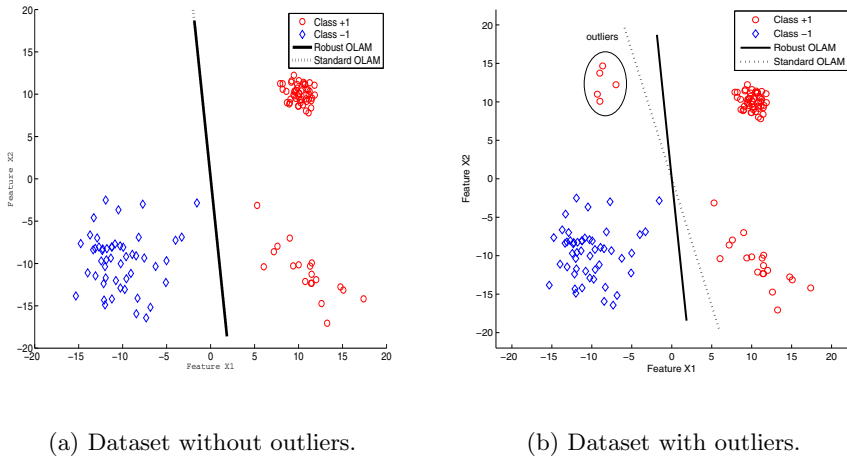 20
15
10
5
0
−5
−10
−15
−20
−20
−15
−10
−5
0
5
10
15
20
Feature X1
Feature X2
Class +1
Class −1
Robust OLAM
Standard OLAM
(a) Dataset without outliers.
20
15
10
5
0
−5
−10
−15
−20
−20
−15
−10
−5
0
5
10
15
20
Feature X1
Feature X2
outliers
Class +1
Class −1
Robust OLAM
Standard OLAM
(b) Dataset with outliers.